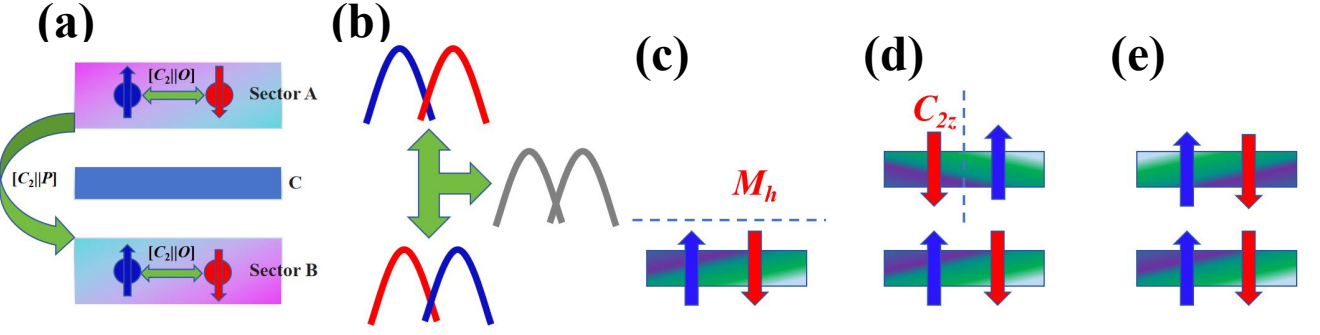 (a)
[C₂||O]
Sector A
[C₂||P]
C
[C₂||O]
Sector B
(b)
(c)
Mₕ
(d)
C₂z
(e)